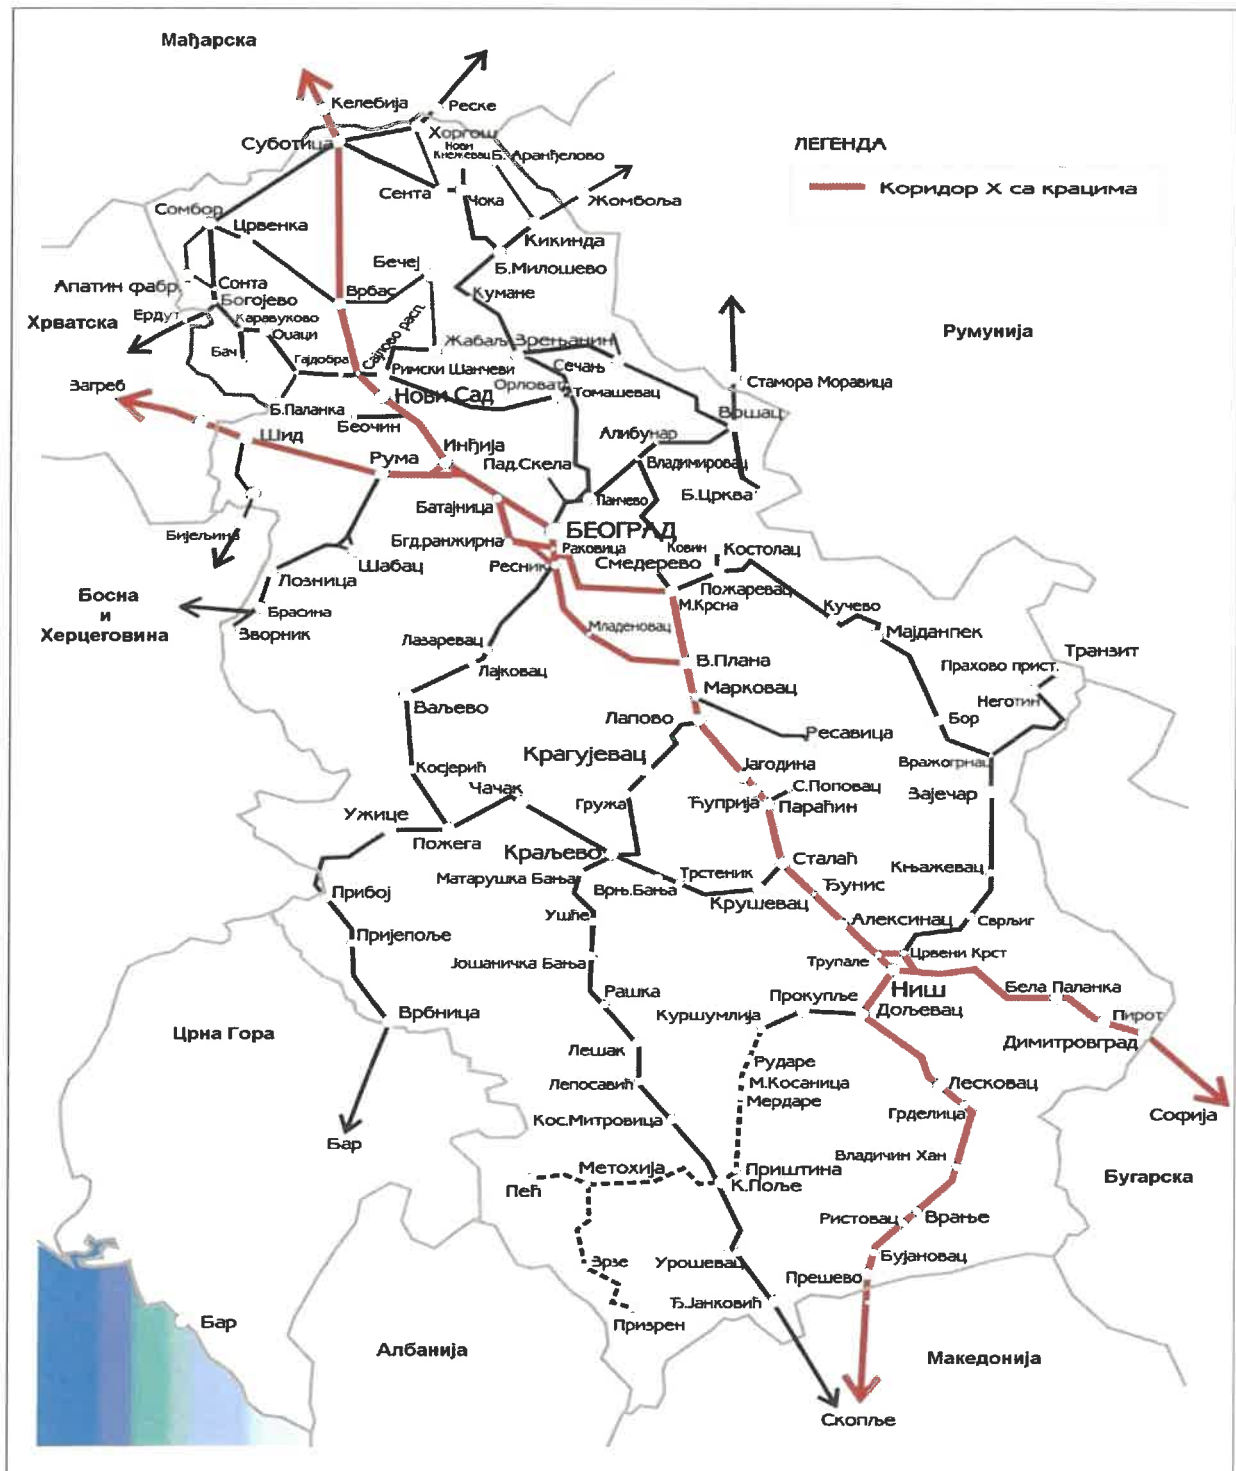 Мађарска
Келебија
Реске
Хоргош
Суботица
Нови
Кнежевац
Б. Аранђелово
ЛЕГЕНДА
Коридор X са крацима
Сента
Чока
Жомбоља
Сомбор
Црвенка
Кикинда
Бечеј
Б.Милошево
Апатин фабр.
Сонта
Врбас
Кумане
Богојево
Ердут
Каравуково
Хрватска
Оџаци
Сајлово расп.
Жабаљ
Зрењанин
Румунија
Бач
Гајдобра
Римски Шанчеви
Сечањ
Загреб
Орловат
Томашевац
Стамора Моравица
Нови Сад
Б.Паланка
Беочин
Вршац
Шид
Алибунар
Инђија
Рума
Пад.Скела
Владимировац
Б.Црква
Панчево
Батајница
БЕОГРАД
Бијељина
Бгд.ранжирна
Раковица
Ковин
Костолац
Шабац
Ресник
Смедерево
Лозница
Пожаревац
Босна
и
Херцеговина
Брасина
М.Крсна
Кучево
Зворник
Младеновац
Мајданпек
Лазаревац
Транзит
Лајковац
В.Плана
Прахово прист.
Марковац
Неготин
Ваљево
Лапово
Бор
Ресавица
Крагујевац
Вражогрнац
Косјерић
Јагодина
Чачак
С.Поповац
Гружа
Ћуприја
Параћин
Зајечар
Ужице
Пожега
Краљево
Сталаћ
Матарушка Бања
Трстеник
Књажевац
Врњ.Бања
Ђунис
Прибој
Крушевац
Ушће
Алексинац
Сврљиг
Пријепоље
Црвени Крст
Јошаничка Бања
Трупале
Ниш
Бела Паланка
Рашка
Прокупље
Врбница
Куршумлија
Дољевац
Пирот
Црна Гора
Димитровград
Лешак
Рударе
Лепосавић
М.Косаница
Лесковац
Мердаре
Грделица
Кос.Митровица
Софија
Бар
Владичин Хан
Метохија
Приштина
Бугарска
Пећ
К.Поље
Ристовац
Врање
Зрзе
Урошевац
Бујановац
Прешево
Ђ.Јанковић
Бар
Призрен
Албанија
Македонија
Скопље